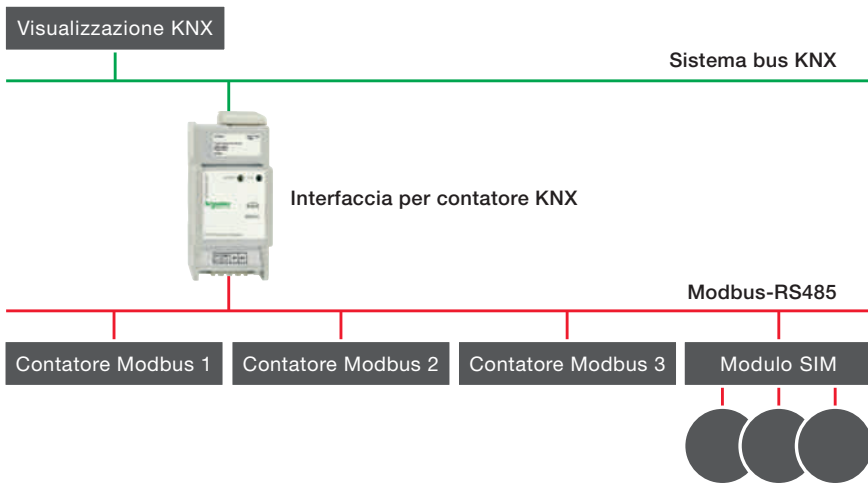 Visualizzazione KNX
Sistema bus KNX
Interfaccia per contatore KNX
Modbus-RS485
Contatore Modbus 1
Contatore Modbus 2
Contatore Modbus 3
Modulo SIM